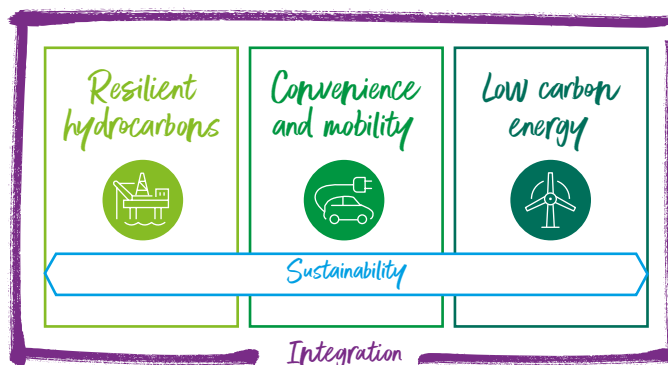 Resilient
hydrocarbons
Convenience
and mobility
Low carbon
energy
Sustainability
Integration